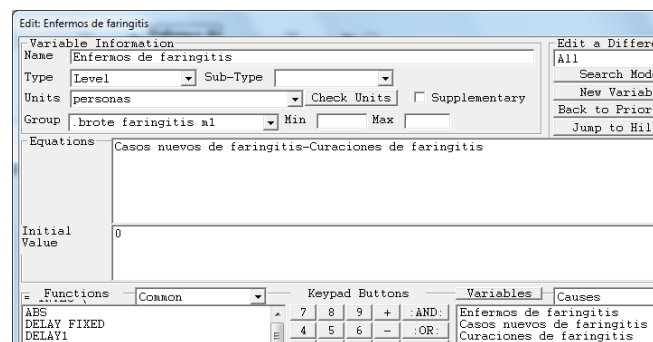 Edit: Enfermos de faringitis
Variable Information
Edit a Differe
Name Enfermos de faringitis
All
Type Level Sub-Type
Search Mode
Units personas Check Units Supplementary
New Variab
Back to Prior
Group .brote faringitis m1 Min Max
Jump to Hil
Equations
Casos nuevos de faringitis-Curaciones de faringitis
Initial
Value
0
Functions Common Keypad Buttons Variables Causes
ABS
DELAY FIXED
DELAY1
7 8 9 + :AND:
4 5 6 - :OR:
Enfermos de faringitis
Casos nuevos de faringitis
Curaciones de faringitis